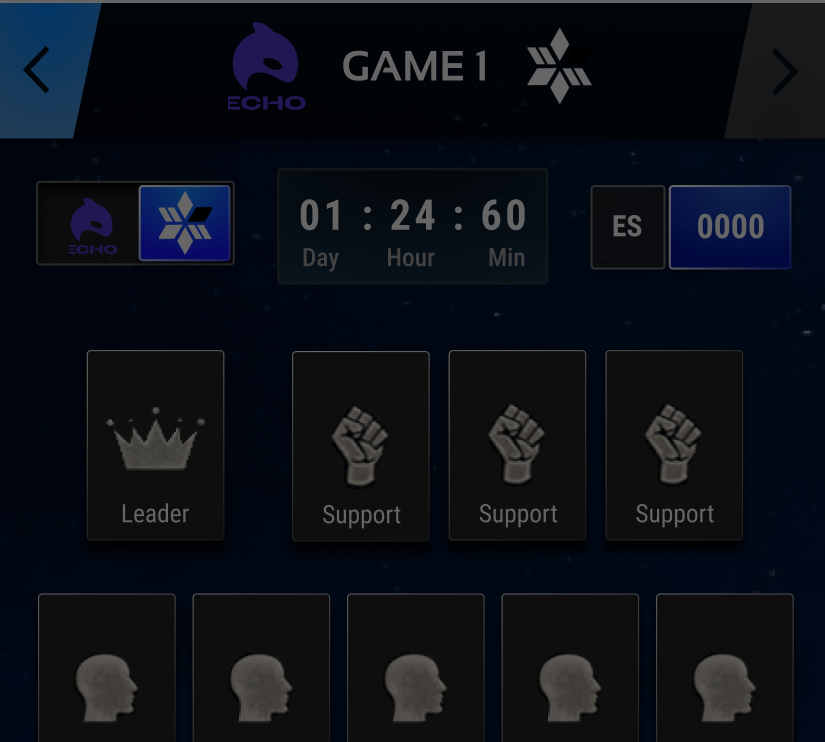 ECHO
GAME 1
ECHO
01 : 24 : 60
Day Hour Min
ES
0000
Leader
Support
Support
Support